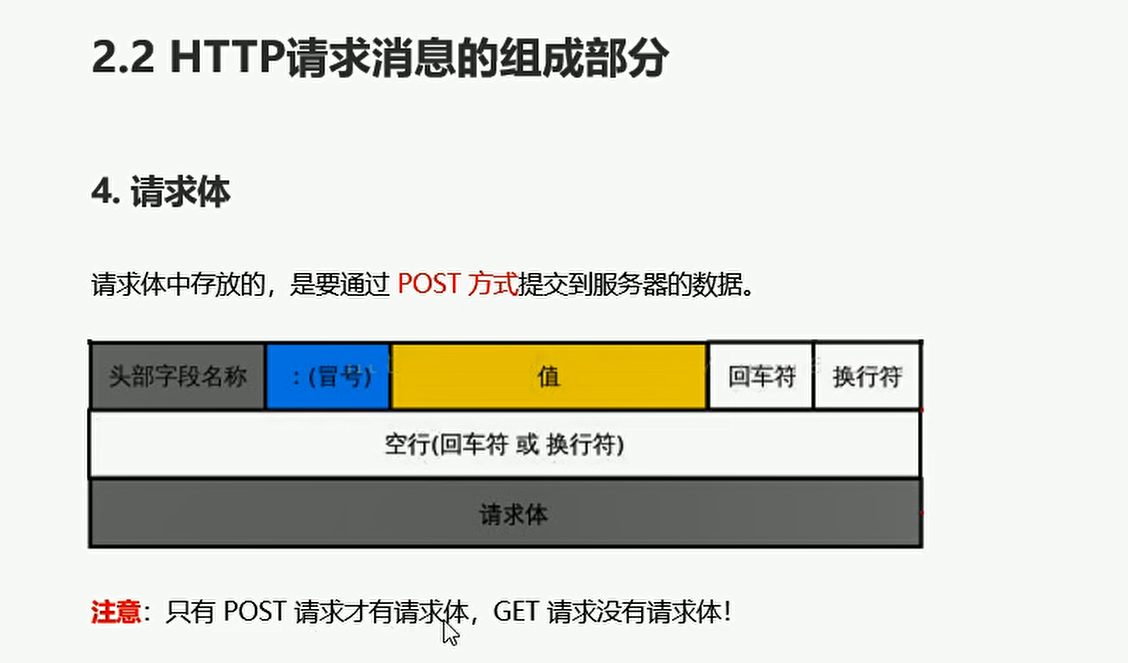 2.2 HTTP请求消息的组成部分
4. 请求体
请求体中存放的，是要通过 POST 方式提交到服务器的数据。
头部字段名称 ：(冒号) 值 回车符 换行符
空行(回车符 或 换行符)
请求体
注意：只有 POST 请求才有请求体，GET 请求没有请求体！